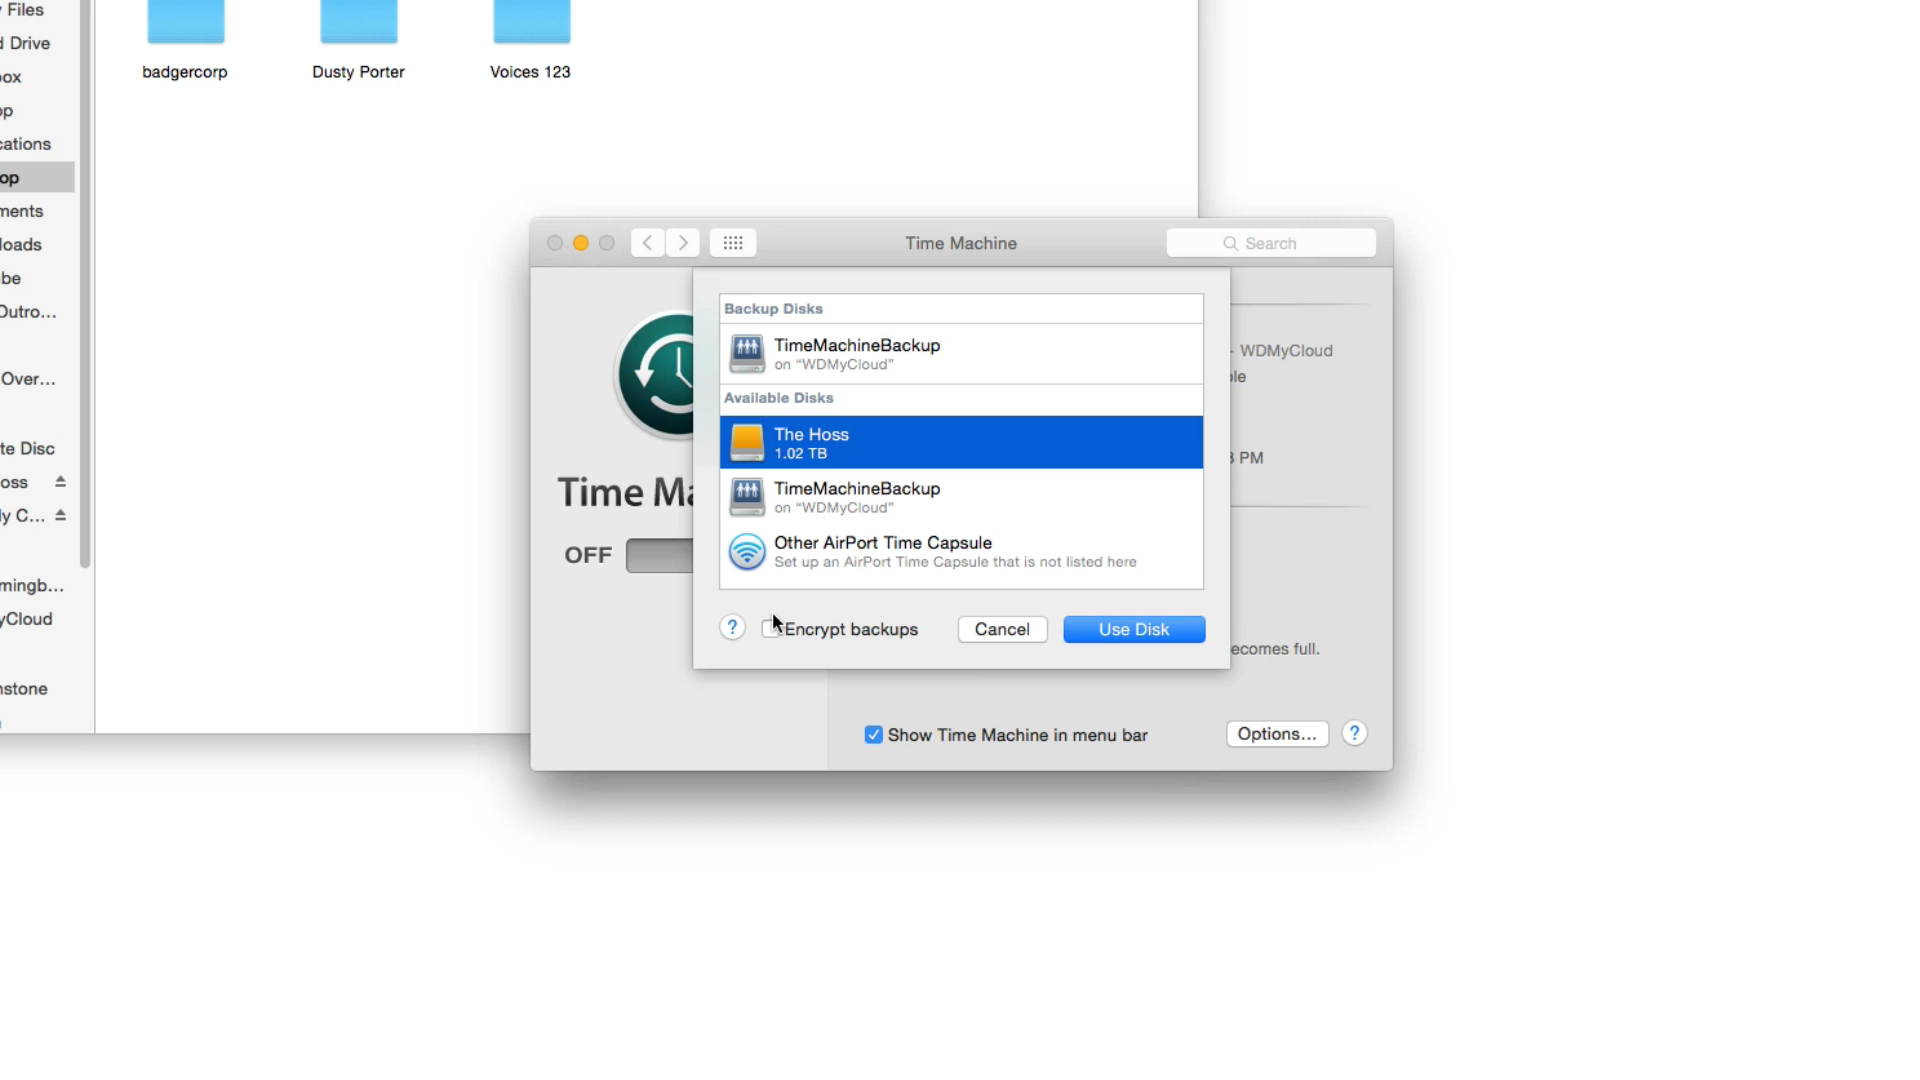 Files
Drive
badgercorp
Dusty Porter
Voices 123
ox
op
cations
op
ments
loads
be
Outro...
Over...
te Disc
oss
y C...
mingb...
yCloud
nstone
Time Machine
Search
Backup Disks
TimeMachineBackup
on “WDMyCloud”
Available Disks
The Hoss
1.02 TB
TimeMachineBackup
on “WDMyCloud”
Other AirPort Time Capsule
Set up an AirPort Time Capsule that is not listed here
? Encrypt backups Cancel Use Disk
Time Ma
OFF
- WDMyCloud
ble
PM
ecomes full.
Show Time Machine in menu bar
Options... ?